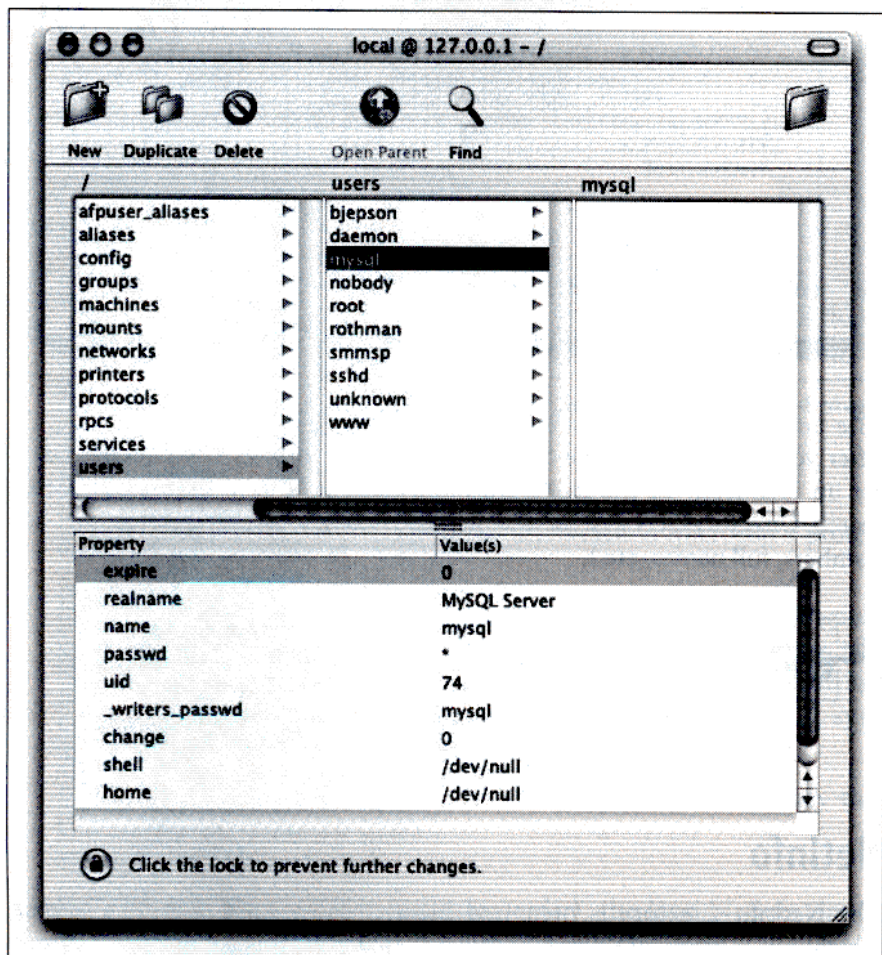 local @ 127.0.0.1 - /
New Duplicate Delete Open Parent Find
/ users mysql
afpuser_aliases
aliases
config
groups
machines
mounts
networks
printers
protocols
rpcs
services
users
bjepson
daemon
mysql
nobody
root
rothman
smmsp
sshd
unknown
www
Property Value(s)
expire 0
realname MySQL Server
name mysql
passwd *
uid 74
_writers_passwd mysql
change 0
shell /dev/null
home /dev/null
Click the lock to prevent further changes.